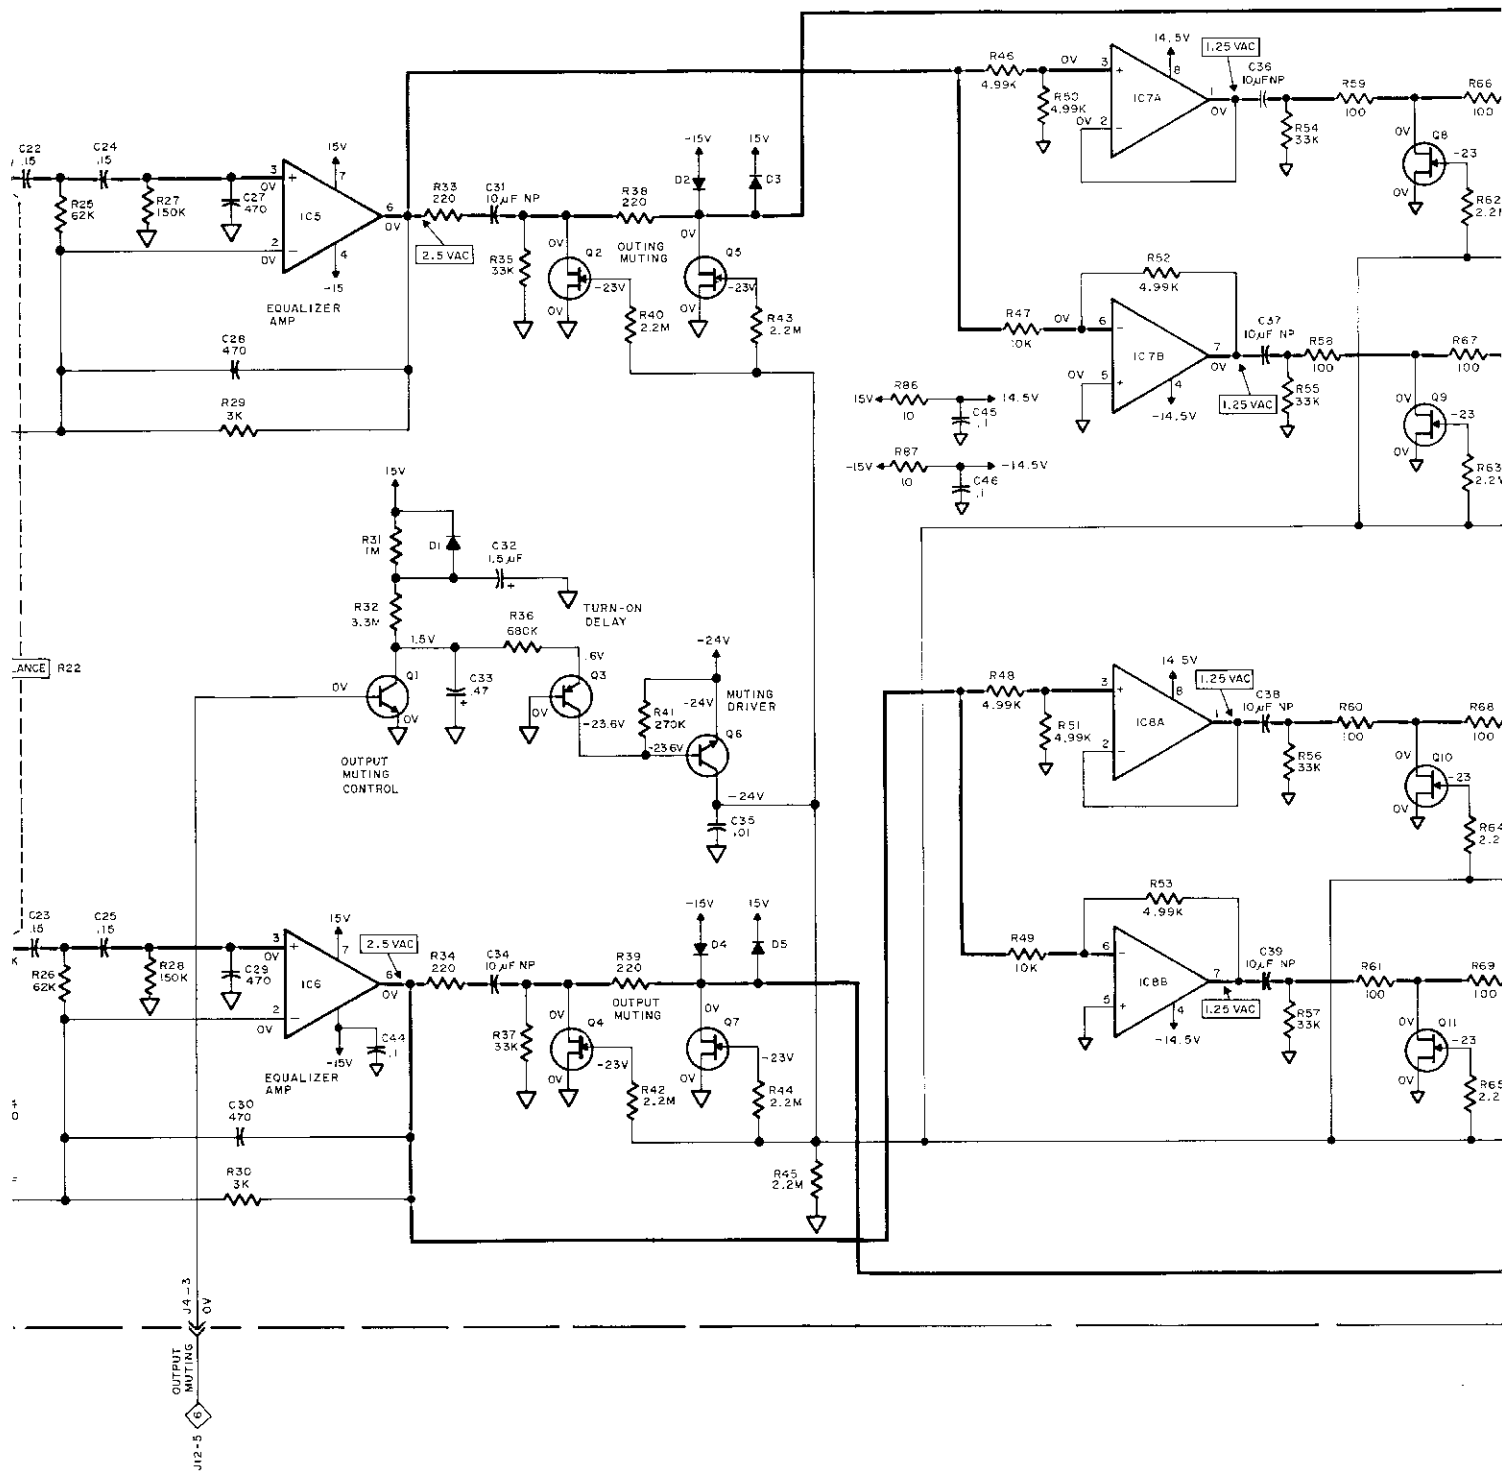 C22
.15
C24
.15
R25
62K
R27
150K
C27
470
3
0V
+
2
0V
−
15V
7
IC5
4
-15
6
0V
EQUALIZER
AMP
R33
220
2.5 VAC
C31
10µF NP
R35
33K
0V
Q2
0V
-23V
R38
220
OUTING
MUTING
R40
2.2M
-15V
D2
15V
D3
0V
Q5
0V
-23V
R43
2.2M
C28
470
R29
3K
R46
4.99K
R50
4.99K
0V
3
+
0V
2
−
14.5V
8
IC7A
1
0V
1.25 VAC
C36
10µFNP
R54
33K
R59
100
R66
100
0V
Q8
0V
-23
R62
R47
10K
0V
6
−
0V
5
+
R52
4.99K
IC7B
4
-14.5V
7
0V
1.25 VAC
C37
10µF NP
R55
33K
R58
100
R67
100
0V
Q9
0V
-23
R63
15V
R86
10
14.5V
C45
.1
-15V
R87
10
-14.5V
C46
.1
15V
R31
1M
D1
C32
1.5µF
+
R32
3.3M
TURN-ON
DELAY
1.5V
R36
680K
.6V
0V
Q1
0V
C33
.47
+
Q3
0V
-23.6V
R41
270K
-23.6V
-24V
-24V
MUTING
DRIVER
Q6
-24V
C35
.01
OUTPUT
MUTING
CONTROL
LANCE R22
R48
4.99K
R51
4.99K
3
+
2
−
14.5V
8
IC8A
1
1.25 VAC
C38
10µF NP
R56
33K
R60
100
R68
100
0V
Q10
0V
-23
R64
R49
10K
6
−
5
+
R53
4.99K
IC8B
4
-14.5V
7
1.25 VAC
C39
10µF NP
R57
33K
R61
100
R69
100
0V
Q11
0V
-23
R65
C23
.15
C25
.15
K
R26
62K
R28
150K
C29
470
3
0V
+
2
0V
−
15V
7
IC6
4
-15V
C44
.1
6
0V
2.5 VAC
EQUALIZER
AMP
R34
220
C34
10µF NP
R37
33K
0V
Q4
0V
-23V
R39
220
OUTPUT
MUTING
R42
2.2M
-15V
D4
15V
D5
0V
Q7
0V
-23V
R44
2.2M
C30
470
R30
3K
R45
2.2M
J4-3
0V
OUTPUT
MUTING
6
J12-5